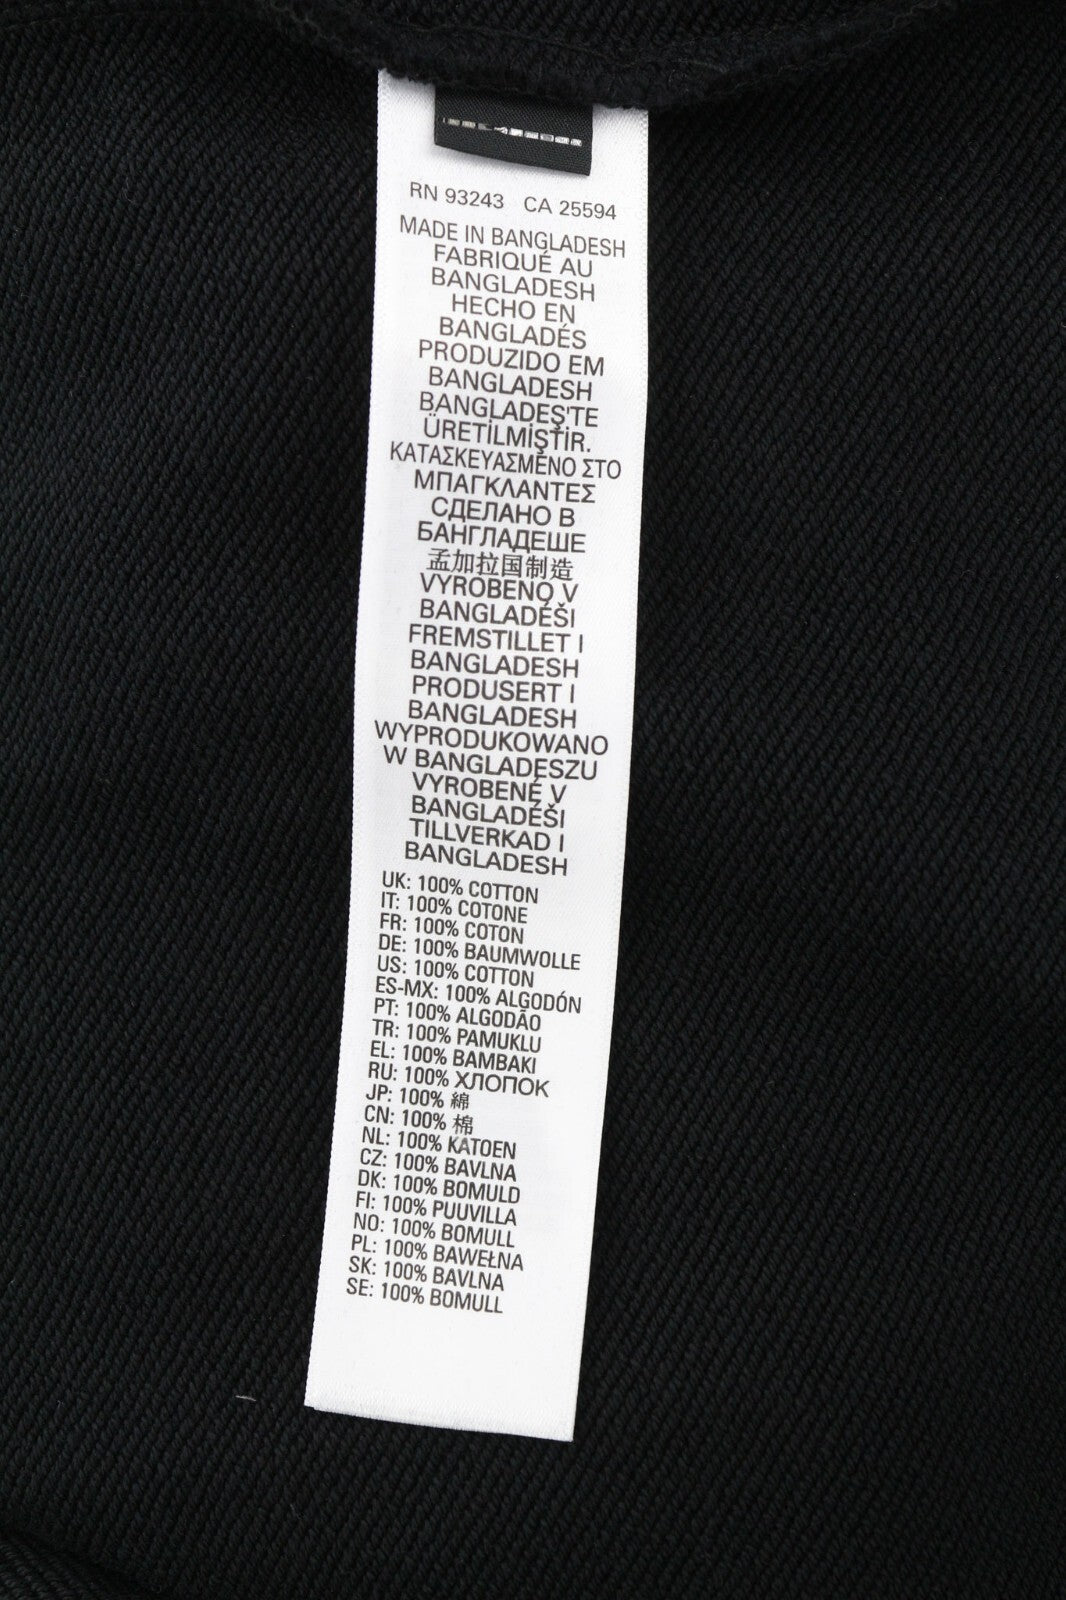 RN 93243 CA 25594
MADE IN BANGLADESH
FABRIQUÉ AU
BANGLADESH
HECHO EN
BANGLADÉS
PRODUZIDO EM
BANGLADESH
BANGLADEŞ'TE
ÜRETİLMİŞTİR.
ΚΑΤΑΣΚΕΥΑΣΜΕΝΟ ΣΤΟ
ΜΠΑΓΚΛΑΝΤΕΣ
СДЕЛАНО В
БАНГЛАДЕШЕ
孟加拉国制造
VYROBENO V
BANGLADÉŠI
FREMSTILLET I
BANGLADESH
PRODUSERT I
BANGLADESH
WYPRODUKOWANO
W BANGLADESZU
VYROBENÉ V
BANGLADÉŠI
TILLVERKAD I
BANGLADESH
UK: 100% COTTON
IT: 100% COTONE
FR: 100% COTON
DE: 100% BAUMWOLLE
US: 100% COTTON
ES-MX: 100% ALGODÓN
PT: 100% ALGODÃO
TR: 100% PAMUKLU
EL: 100% ΒΑΜΒΑΚΙ
RU: 100% ХЛОПОК
JP: 100% 綿
CN: 100% 棉
NL: 100% KATOEN
CZ: 100% BAVLNA
DK: 100% BOMULD
FI: 100% PUUVILLA
NO: 100% BOMULL
PL: 100% BAWEŁNA
SK: 100% BAVLNA
SE: 100% BOMULL